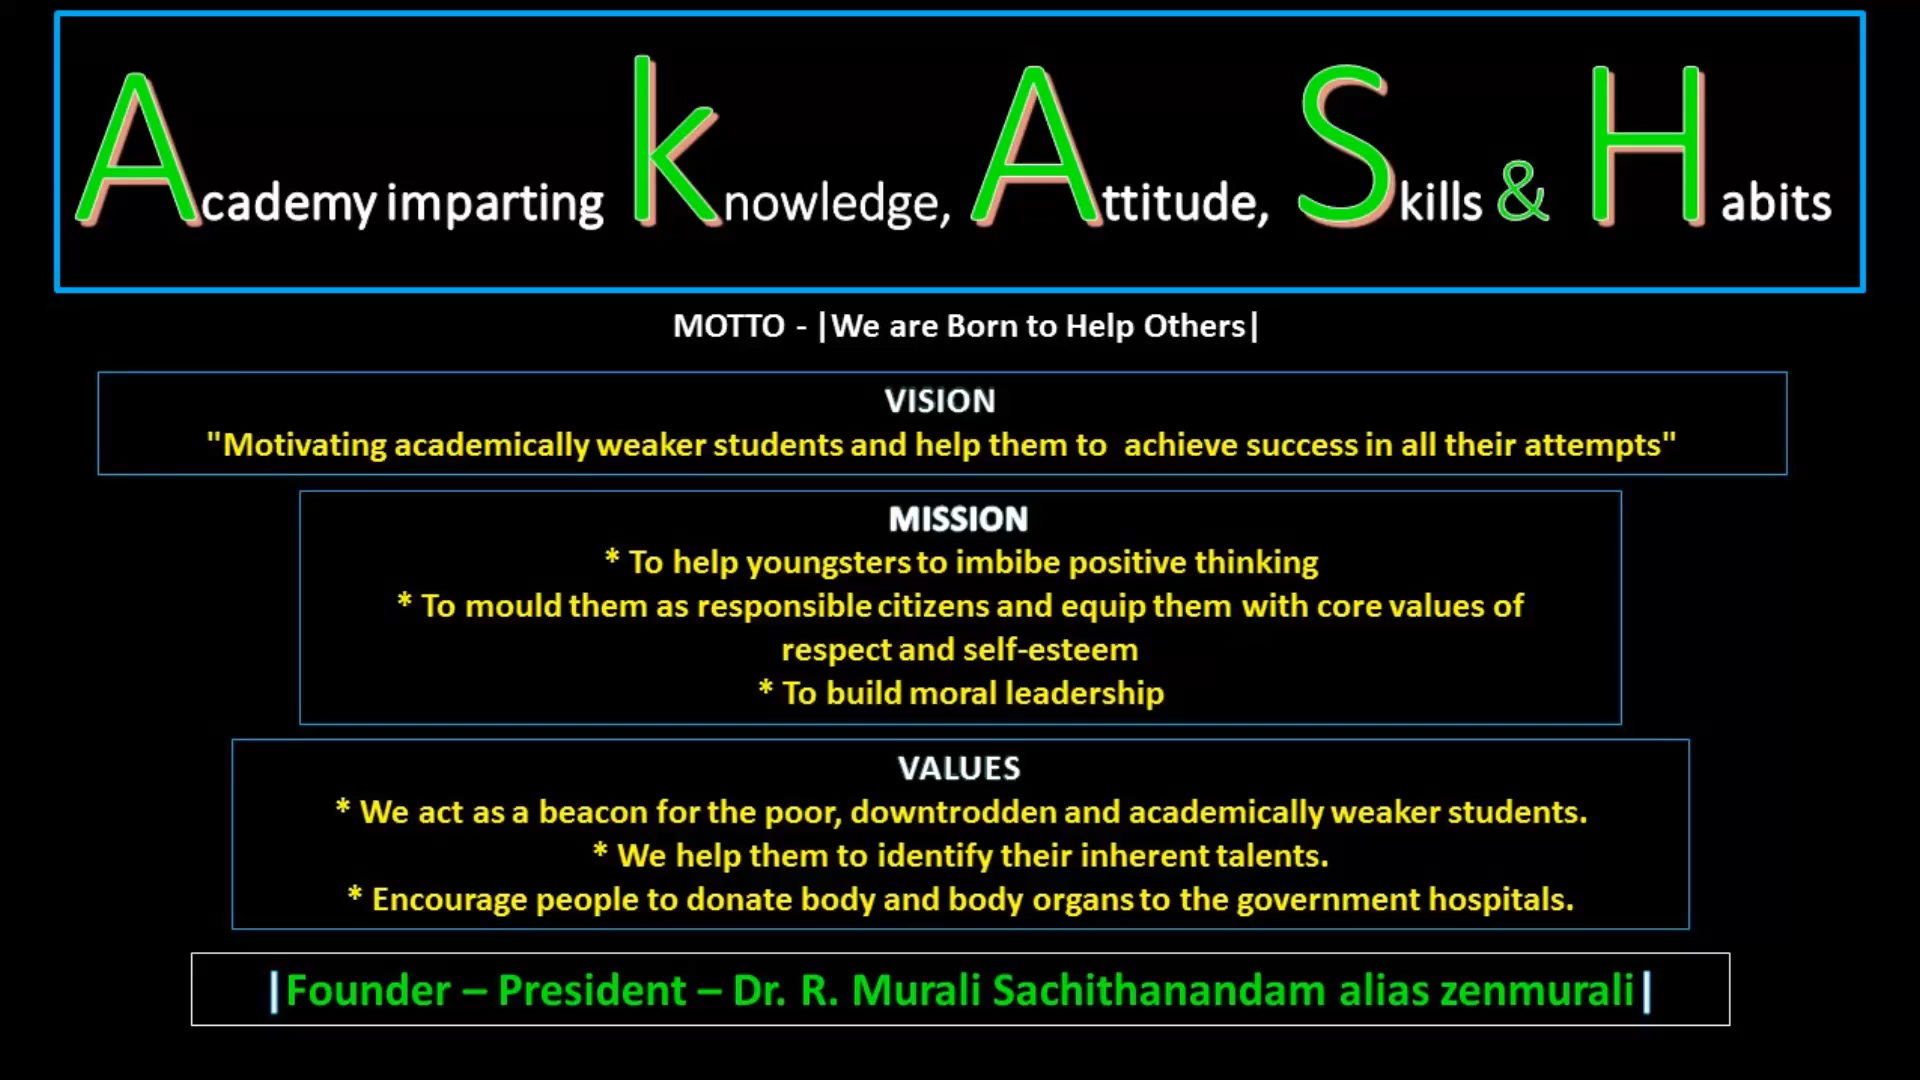 Academy imparting knowledge, Attitude, Skills & Habits
MOTTO - |We are Born to Help Others|
VISION
"Motivating academically weaker students and help them to  achieve success in all their attempts"
MISSION
* To help youngsters to imbibe positive thinking
* To mould them as responsible citizens and equip them with core values of
respect and self-esteem
* To build moral leadership
VALUES
* We act as a beacon for the poor, downtrodden and academically weaker students.
* We help them to identify their inherent talents.
* Encourage people to donate body and body organs to the government hospitals.
|Founder – President – Dr. R. Murali Sachithanandam alias zenmurali|